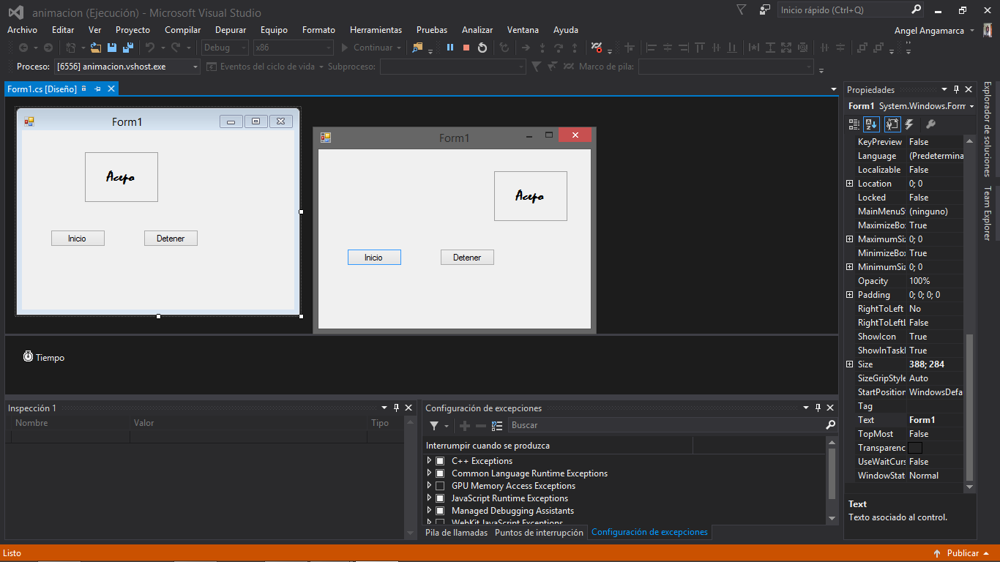 animacion (Ejecución) - Microsoft Visual Studio
Inicio rápido (Ctrl+Q)
Archivo Editar Ver Proyecto Compilar Depurar Equipo Formato Herramientas Pruebas Analizar Ventana Ayuda
Angel Angamarca
Debug x86 Continuar
Proceso: [6556] animacion.vshost.exe Eventos del ciclo de vida Subproceso: Marco de pila:
Form1.cs [Diseño]
Form1
Acepo
Inicio Detener
Form1
Acepo
Inicio Detener
Tiempo
Inspección 1
Nombre Valor Tipo
Configuración de excepciones
Buscar
Interrumpir cuando se produzca
C++ Exceptions
Common Language Runtime Exceptions
GPU Memory Access Exceptions
JavaScript Runtime Exceptions
Managed Debugging Assistants
WebKit JavaScript Exceptions
Pila de llamadas Puntos de interrupción Configuración de excepciones
Propiedades
Form1 System.Windows.Form
KeyPreview False
Language (Predetermina
Localizable False
Location 0; 0
Locked False
MainMenuSt (ninguno)
MaximizeBo True
MaximumSi 0; 0
MinimizeBo True
MinimumSiz 0; 0
Opacity 100%
Padding 0; 0; 0; 0
RightToLeft No
RightToLeftL False
ShowIcon True
ShowInTaskl True
Size 388; 284
SizeGripStyle Auto
StartPosition WindowsDefa
Tag
Text Form1
TopMost False
Transparenc
UseWaitCurs False
WindowStat Normal
Text
Texto asociado al control.
Explorador de soluciones
Team Explorer
Listo
Publicar